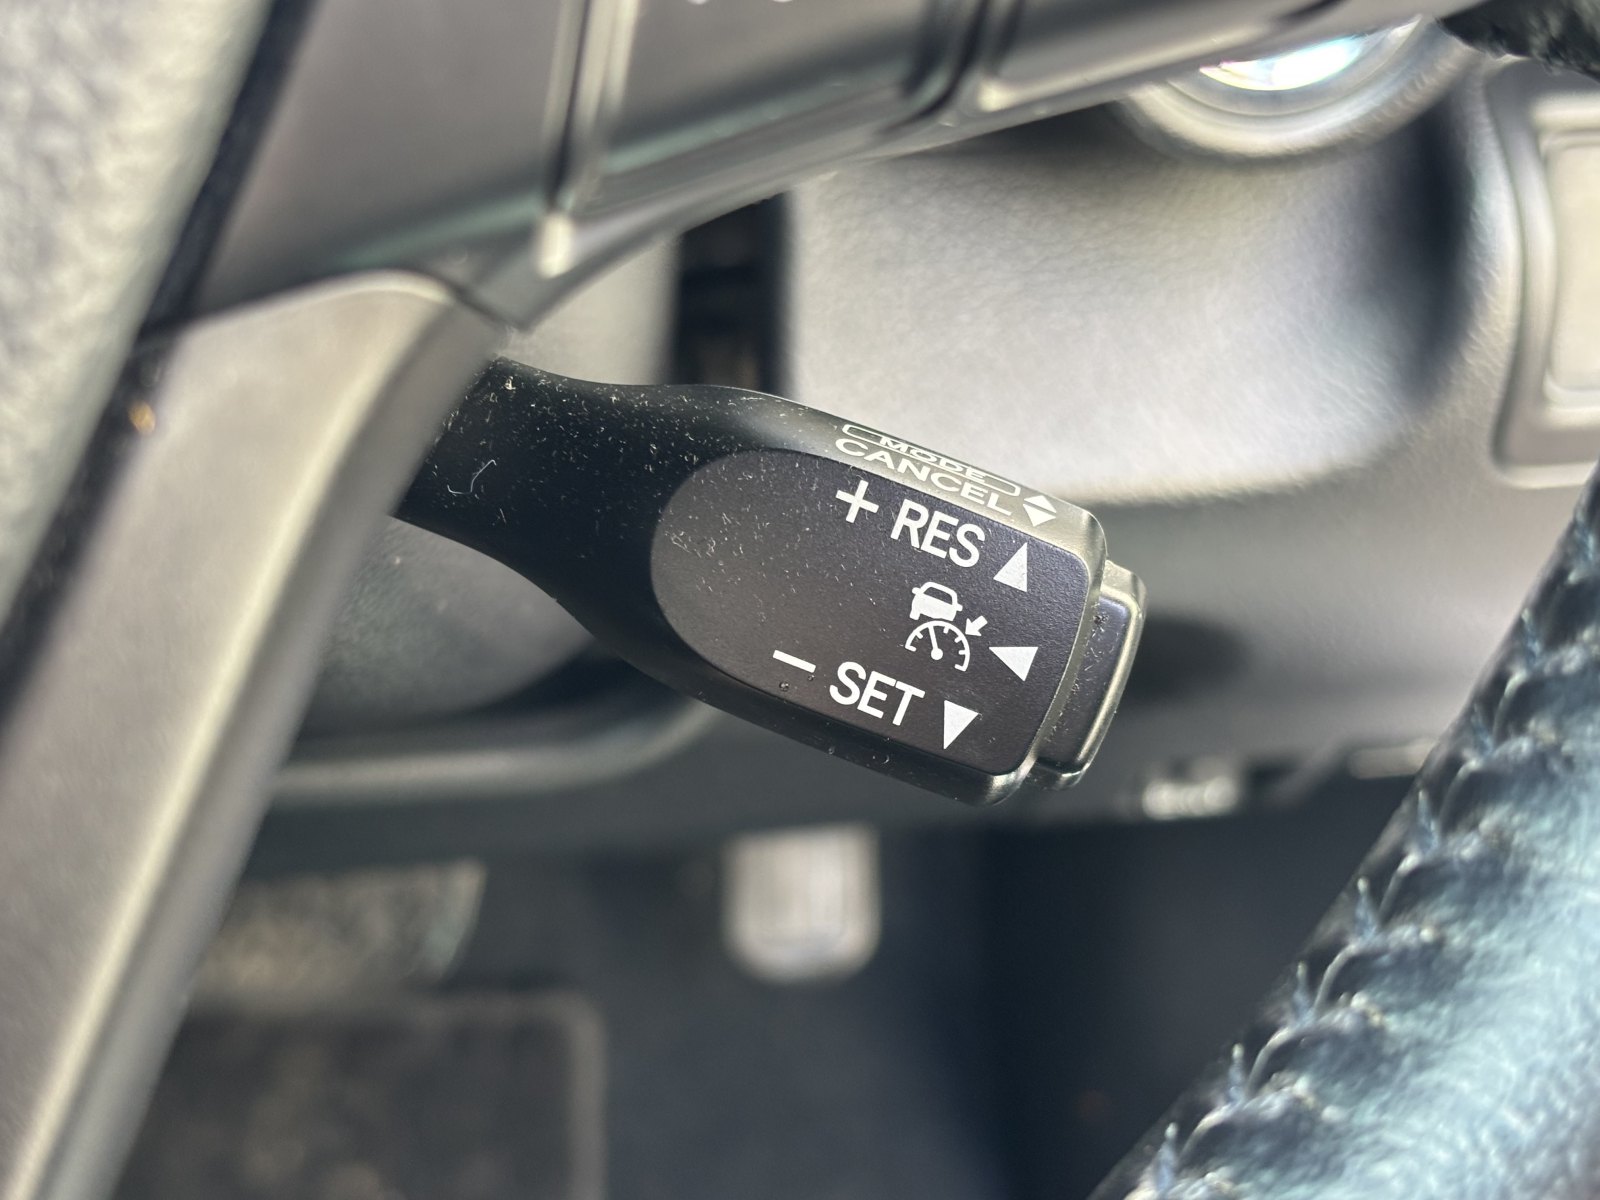 MODE
CANCEL
+ RES
- SET